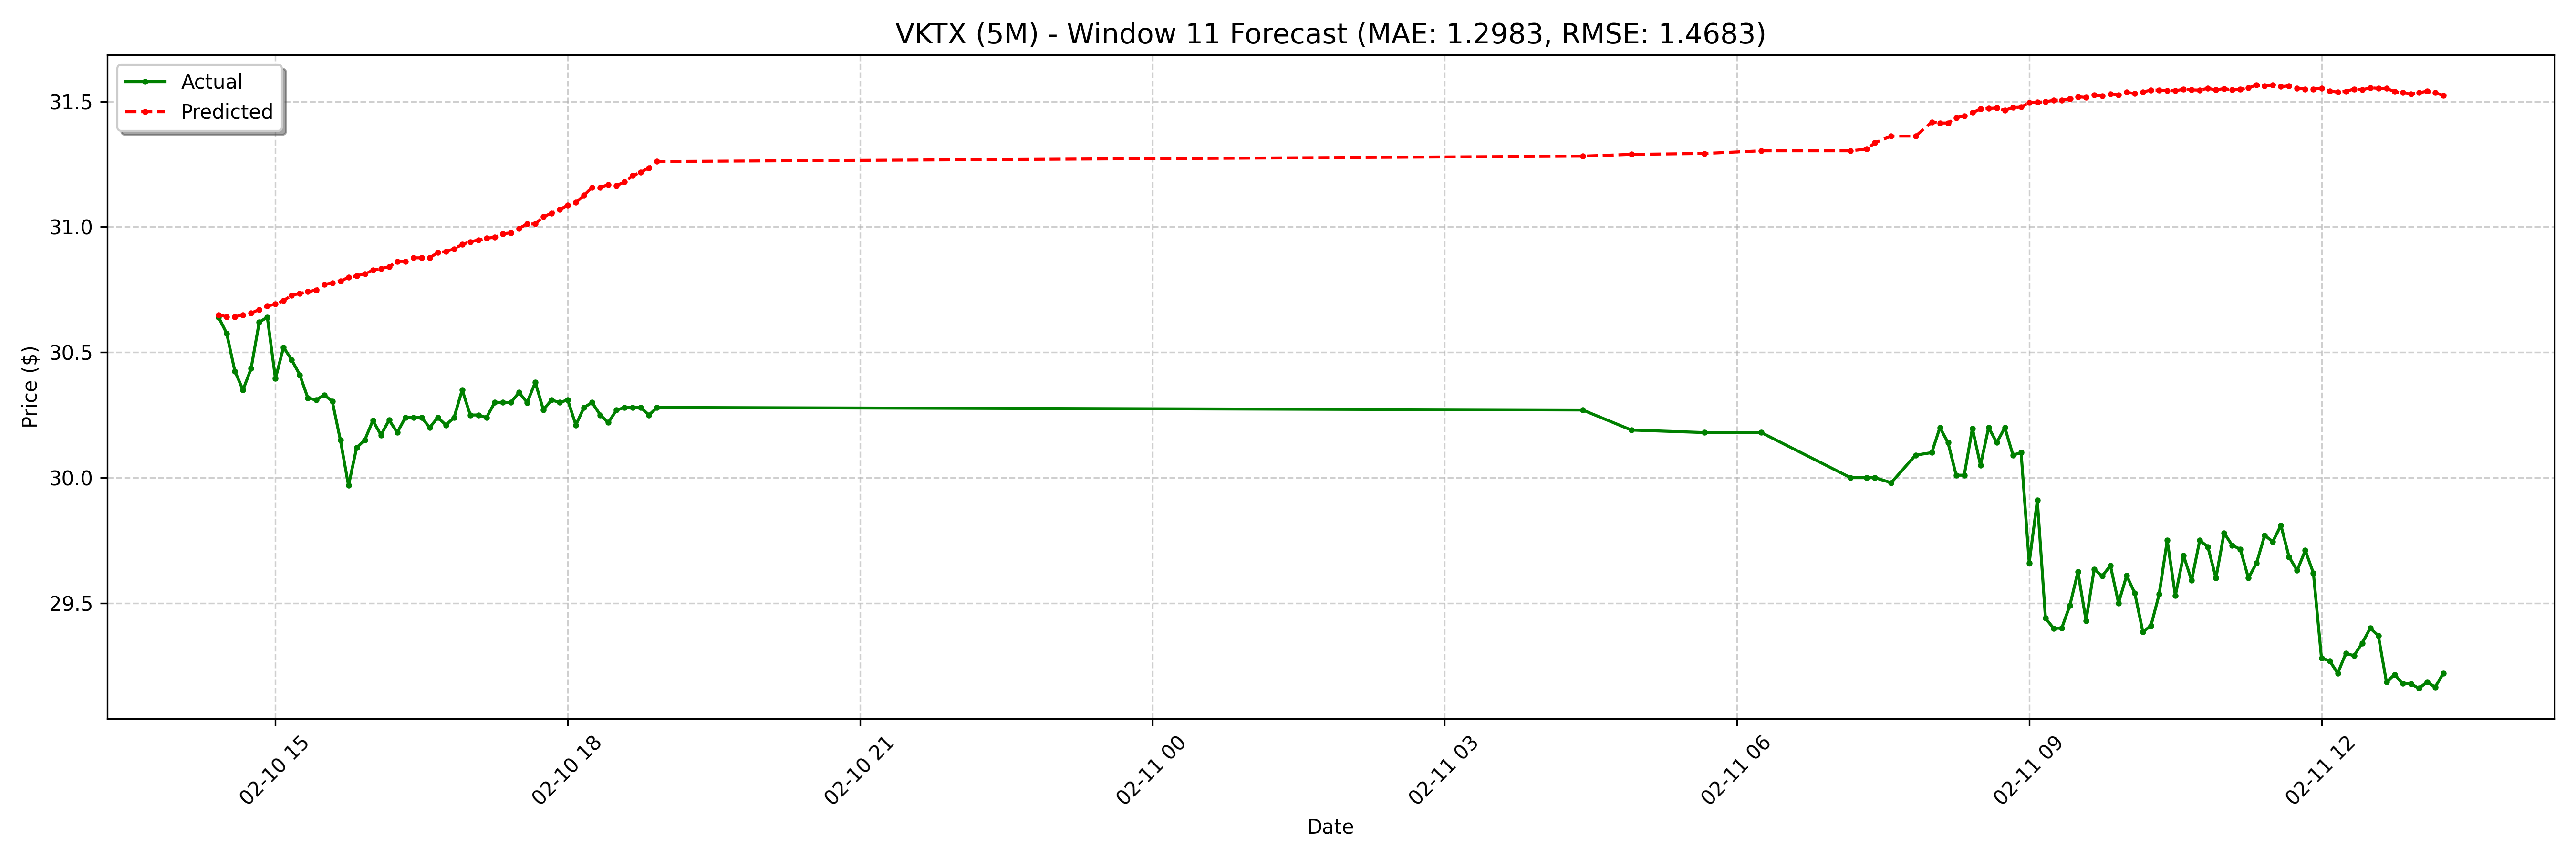 VKTX (5M) - Window 11 Forecast (MAE: 1.2983, RMSE: 1.4683)
Actual
Predicted
Price ($)
31.5
31.0
30.5
30.0
29.5
02-10 15
02-10 18
02-10 21
02-11 00
02-11 03
02-11 06
02-11 09
02-11 12
Date